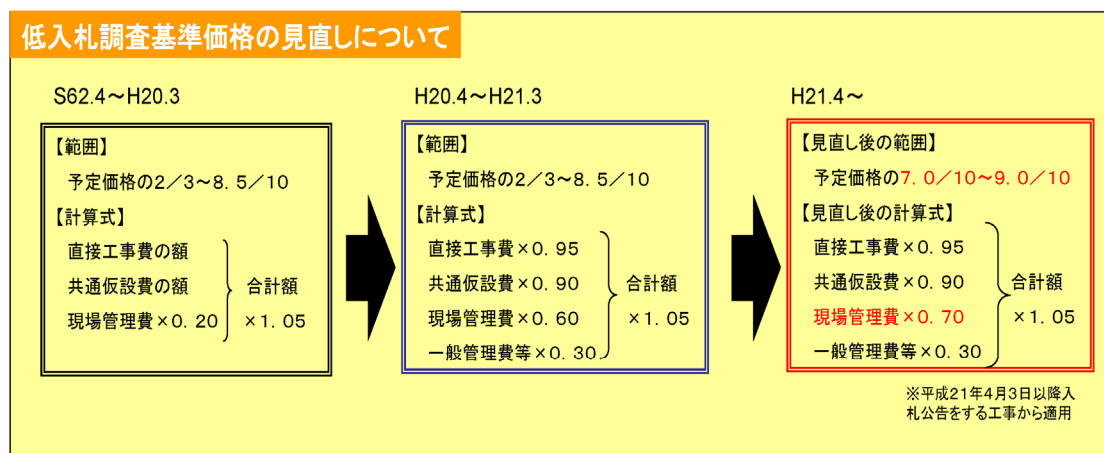 低入札調査基準価格の見直しについて
S62.4～H20.3
【範囲】
予定価格の2／3～8．5／10
【計算式】
直接工事費の額
共通仮設費の額
現場管理費×0．20
合計額
×1．05
H20.4～H21.3
【範囲】
予定価格の2／3～8．5／10
【計算式】
直接工事費×0．95
共通仮設費×0．90
現場管理費×0．60
一般管理費等×0．30
合計額
×1．05
H21.4～
【見直し後の範囲】
予定価格の7．0／10～9．0／10
【見直し後の計算式】
直接工事費×0．95
共通仮設費×0．90
現場管理費×0．70
一般管理費等×0．30
合計額
×1．05
※平成21年4月3日以降入
札公告をする工事から適用